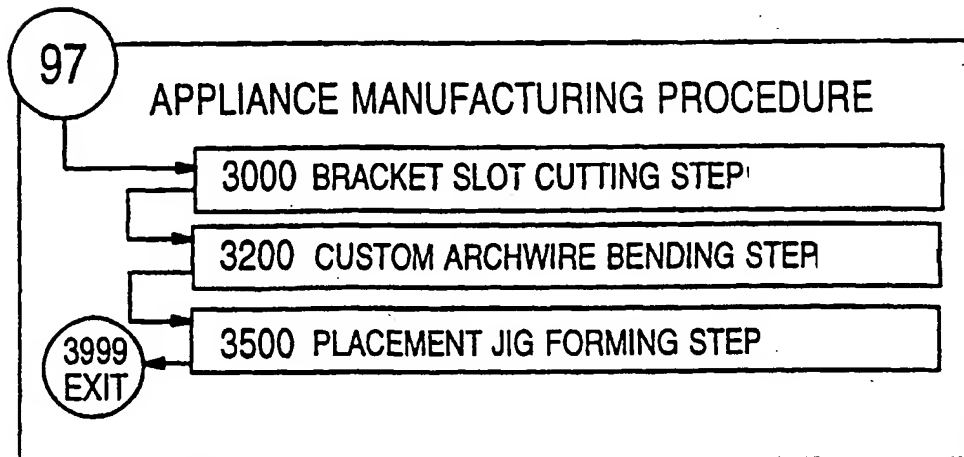 97
APPLIANCE MANUFACTURING PROCEDURE
3000 BRACKET SLOT CUTTING STEP
3200 CUSTOM ARCHWIRE BENDING STEP
3500 PLACEMENT JIG FORMING STEP
3999
EXIT